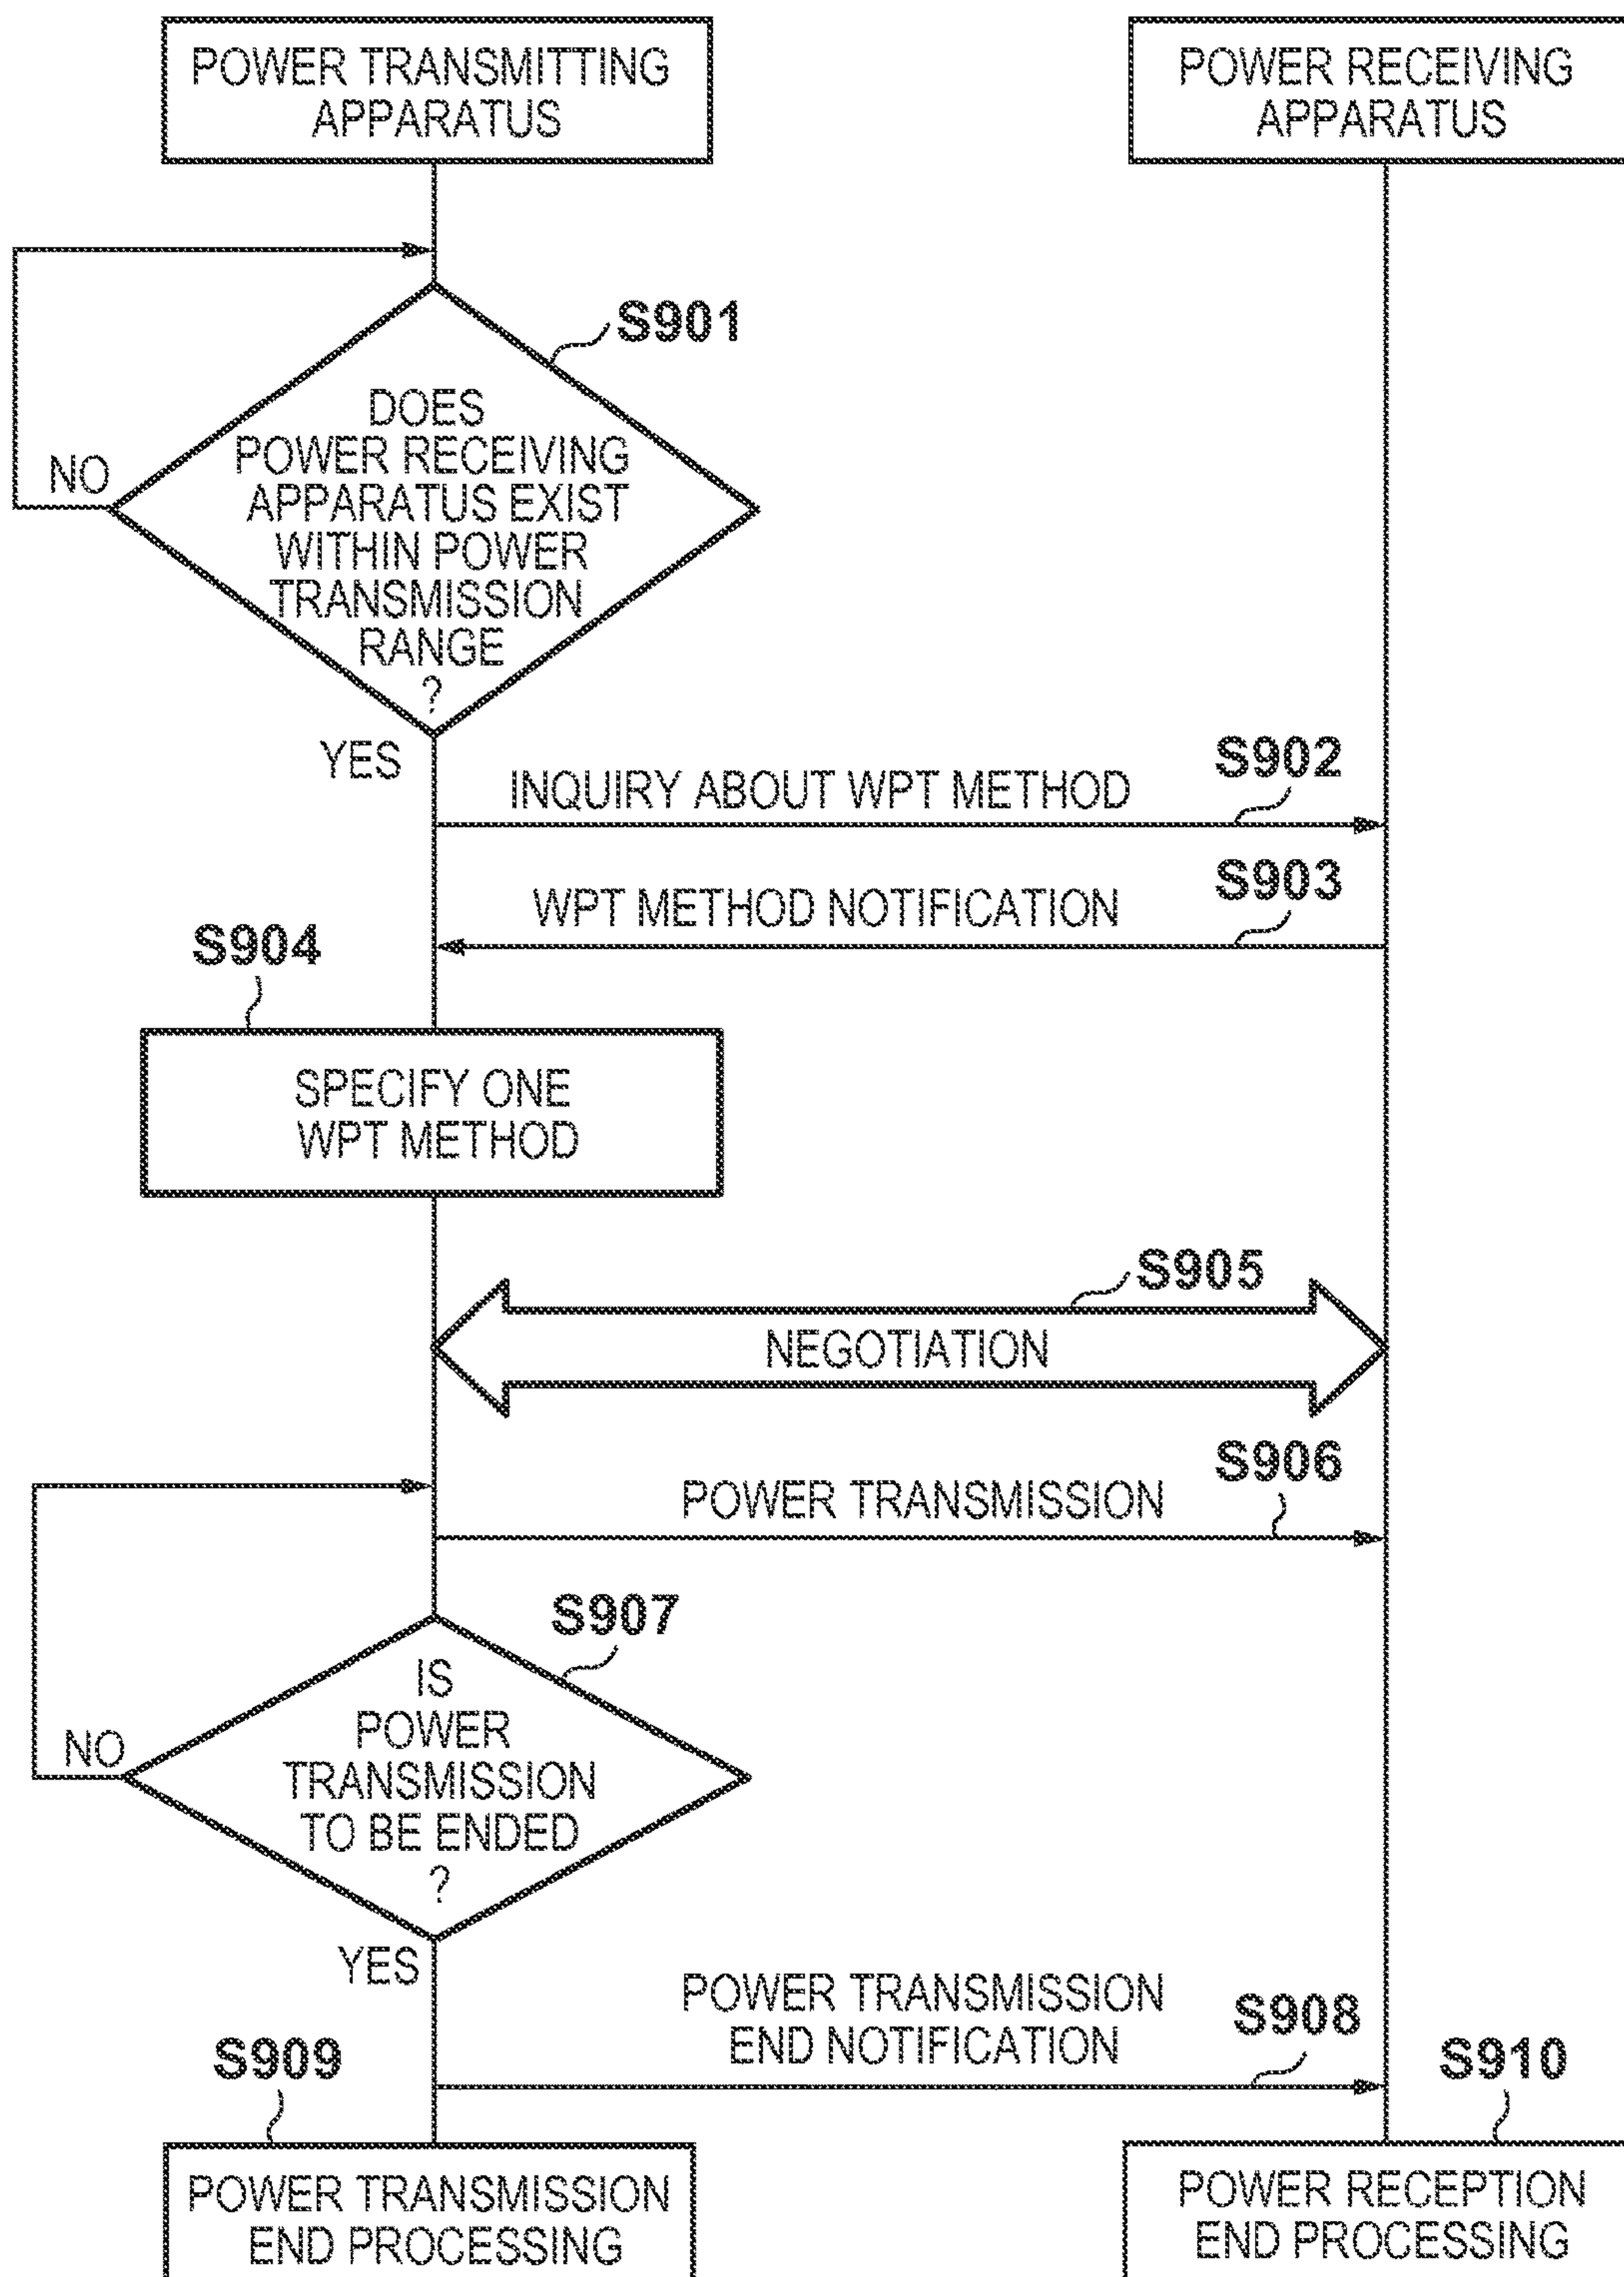 POWER TRANSMITTING
APPARATUS
POWER RECEIVING
APPARATUS
S901
DOES
POWER RECEIVING
APPARATUS EXIST
WITHIN POWER
TRANSMISSION
RANGE
?
NO
YES
S902
INQUIRY ABOUT WPT METHOD
S903
WPT METHOD NOTIFICATION
S904
SPECIFY ONE
WPT METHOD
S905
NEGOTIATION
S906
POWER TRANSMISSION
S907
IS
POWER
TRANSMISSION
TO BE ENDED
?
NO
YES
POWER TRANSMISSION
END NOTIFICATION
S908
S909
S910
POWER TRANSMISSION
END PROCESSING
POWER RECEPTION
END PROCESSING